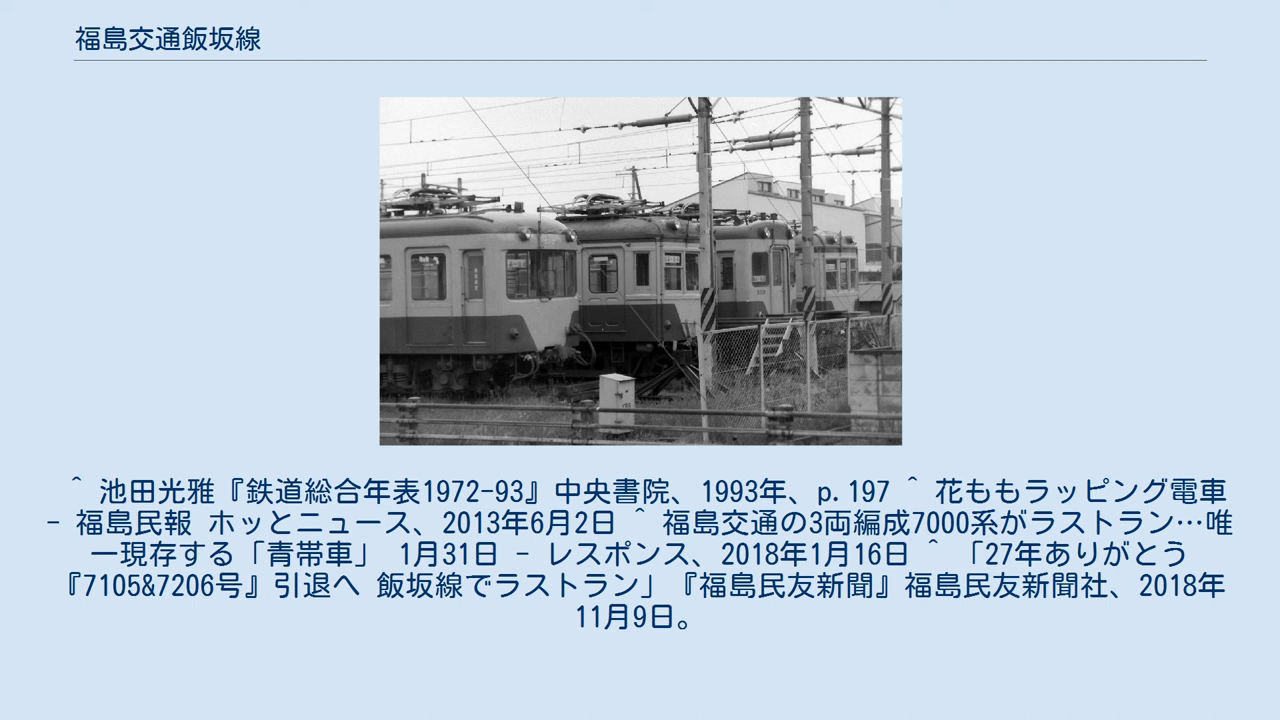 福島交通飯坂線
＾ 池田光雅『鉄道総合年表1972-93』中央書院、1993年、p.197 ＾ 花ももラッピング電車
- 福島民報 ホッとニュース、2013年6月2日 ＾ 福島交通の3両編成7000系がラストラン…唯
一現存する「青帯車」 1月31日 - レスポンス、2018年1月16日 ＾ 「27年ありがとう
『7105&7206号』引退へ 飯坂線でラストラン」『福島民友新聞』福島民友新聞社、2018年
11月9日。